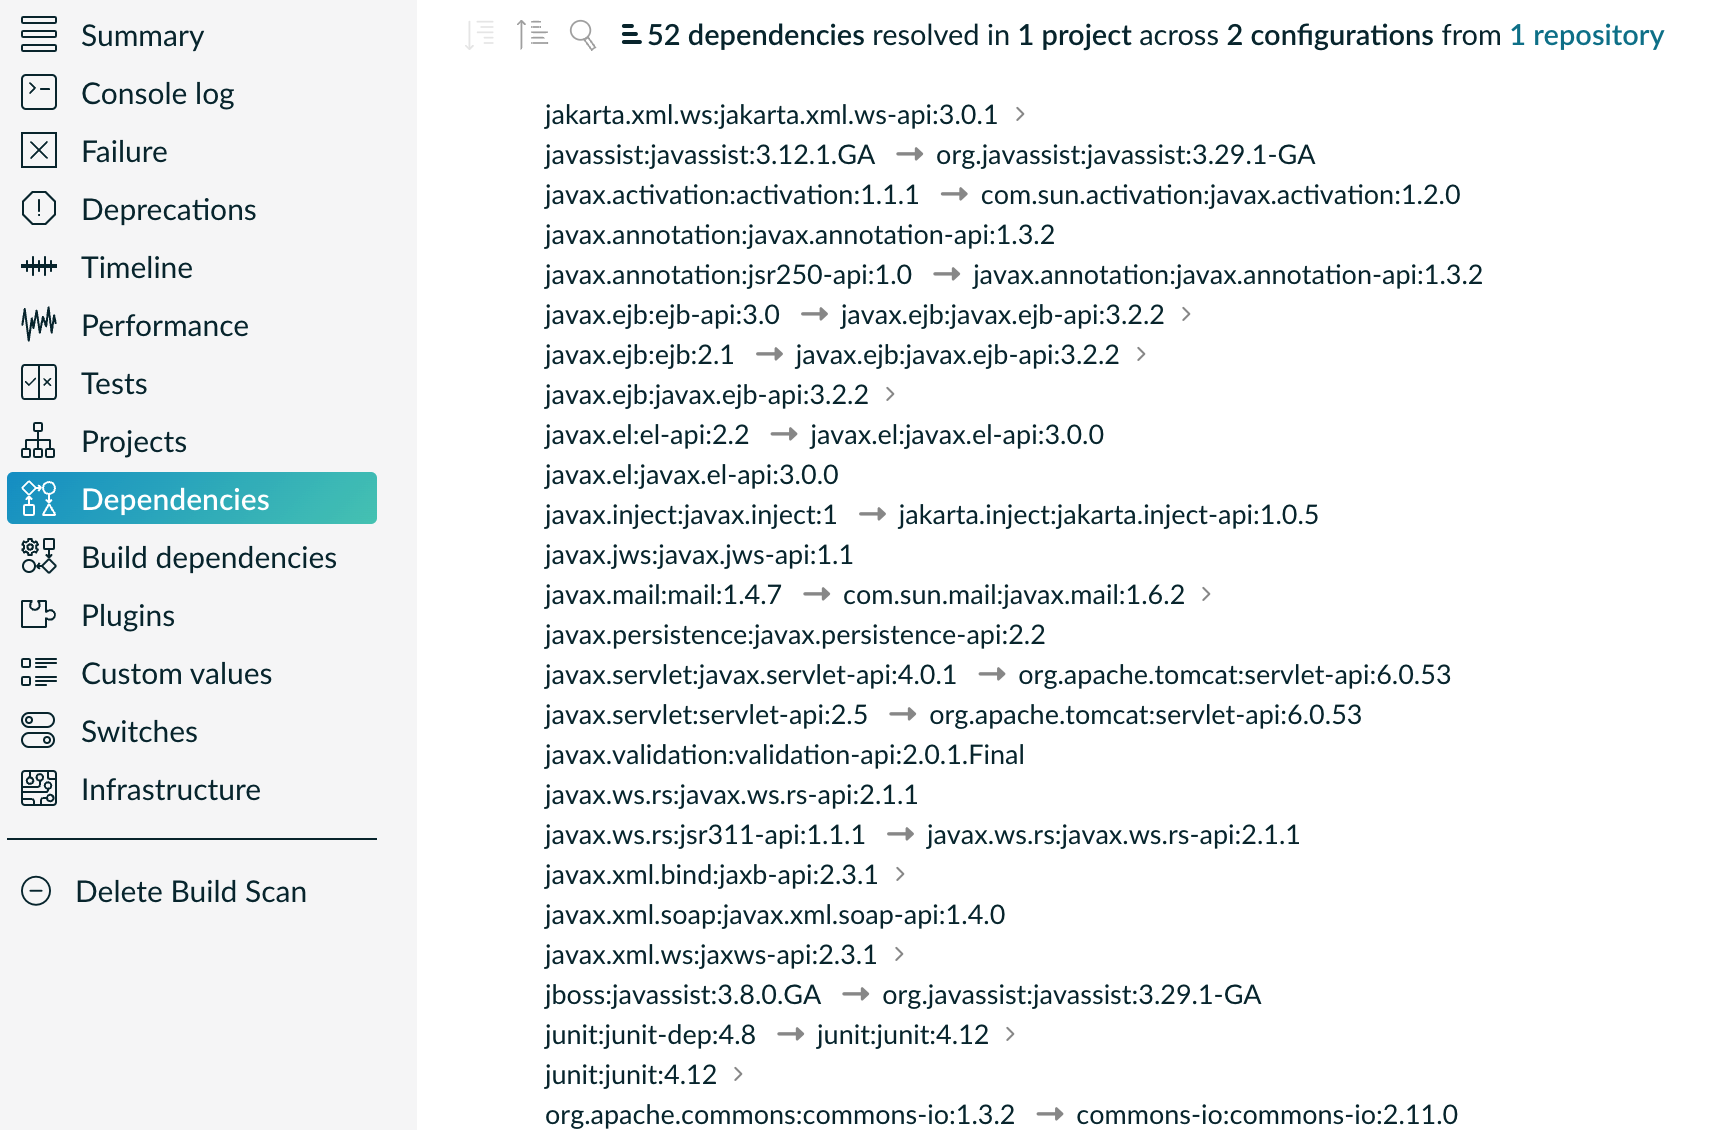 Summary
Console log
Failure
Deprecations
Timeline
Performance
Tests
Projects
Dependencies
Build dependencies
Plugins
Custom values
Switches
Infrastructure
Delete Build Scan
52 dependencies resolved in 1 project across 2 configurations from 1 repository
jakarta.xml.ws:jakarta.xml.ws-api:3.0.1 >
javassist:javassist:3.12.1.GA → org.javassist:javassist:3.29.1-GA
javax.activation:activation:1.1.1 → com.sun.activation:javax.activation:1.2.0
javax.annotation:javax.annotation-api:1.3.2
javax.annotation:jsr250-api:1.0 → javax.annotation:javax.annotation-api:1.3.2
javax.ejb:ejb-api:3.0 → javax.ejb:javax.ejb-api:3.2.2 >
javax.ejb:ejb:2.1 → javax.ejb:javax.ejb-api:3.2.2 >
javax.ejb:javax.ejb-api:3.2.2 >
javax.el:el-api:2.2 → javax.el:javax.el-api:3.0.0
javax.el:javax.el-api:3.0.0
javax.inject:javax.inject:1 → jakarta.inject:jakarta.inject-api:1.0.5
javax.jws:javax.jws-api:1.1
javax.mail:mail:1.4.7 → com.sun.mail:javax.mail:1.6.2 >
javax.persistence:javax.persistence-api:2.2
javax.servlet:javax.servlet-api:4.0.1 → org.apache.tomcat:servlet-api:6.0.53
javax.servlet:servlet-api:2.5 → org.apache.tomcat:servlet-api:6.0.53
javax.validation:validation-api:2.0.1.Final
javax.ws.rs:javax.ws.rs-api:2.1.1
javax.ws.rs:jsr311-api:1.1.1 → javax.ws.rs:javax.ws.rs-api:2.1.1
javax.xml.bind:jaxb-api:2.3.1 >
javax.xml.soap:javax.xml.soap-api:1.4.0
javax.xml.ws:jaxws-api:2.3.1 >
jboss:javassist:3.8.0.GA → org.javassist:javassist:3.29.1-GA
junit:junit-dep:4.8 → junit:junit:4.12 >
junit:junit:4.12 >
org.apache.commons:commons-io:1.3.2 → commons-io:commons-io:2.11.0